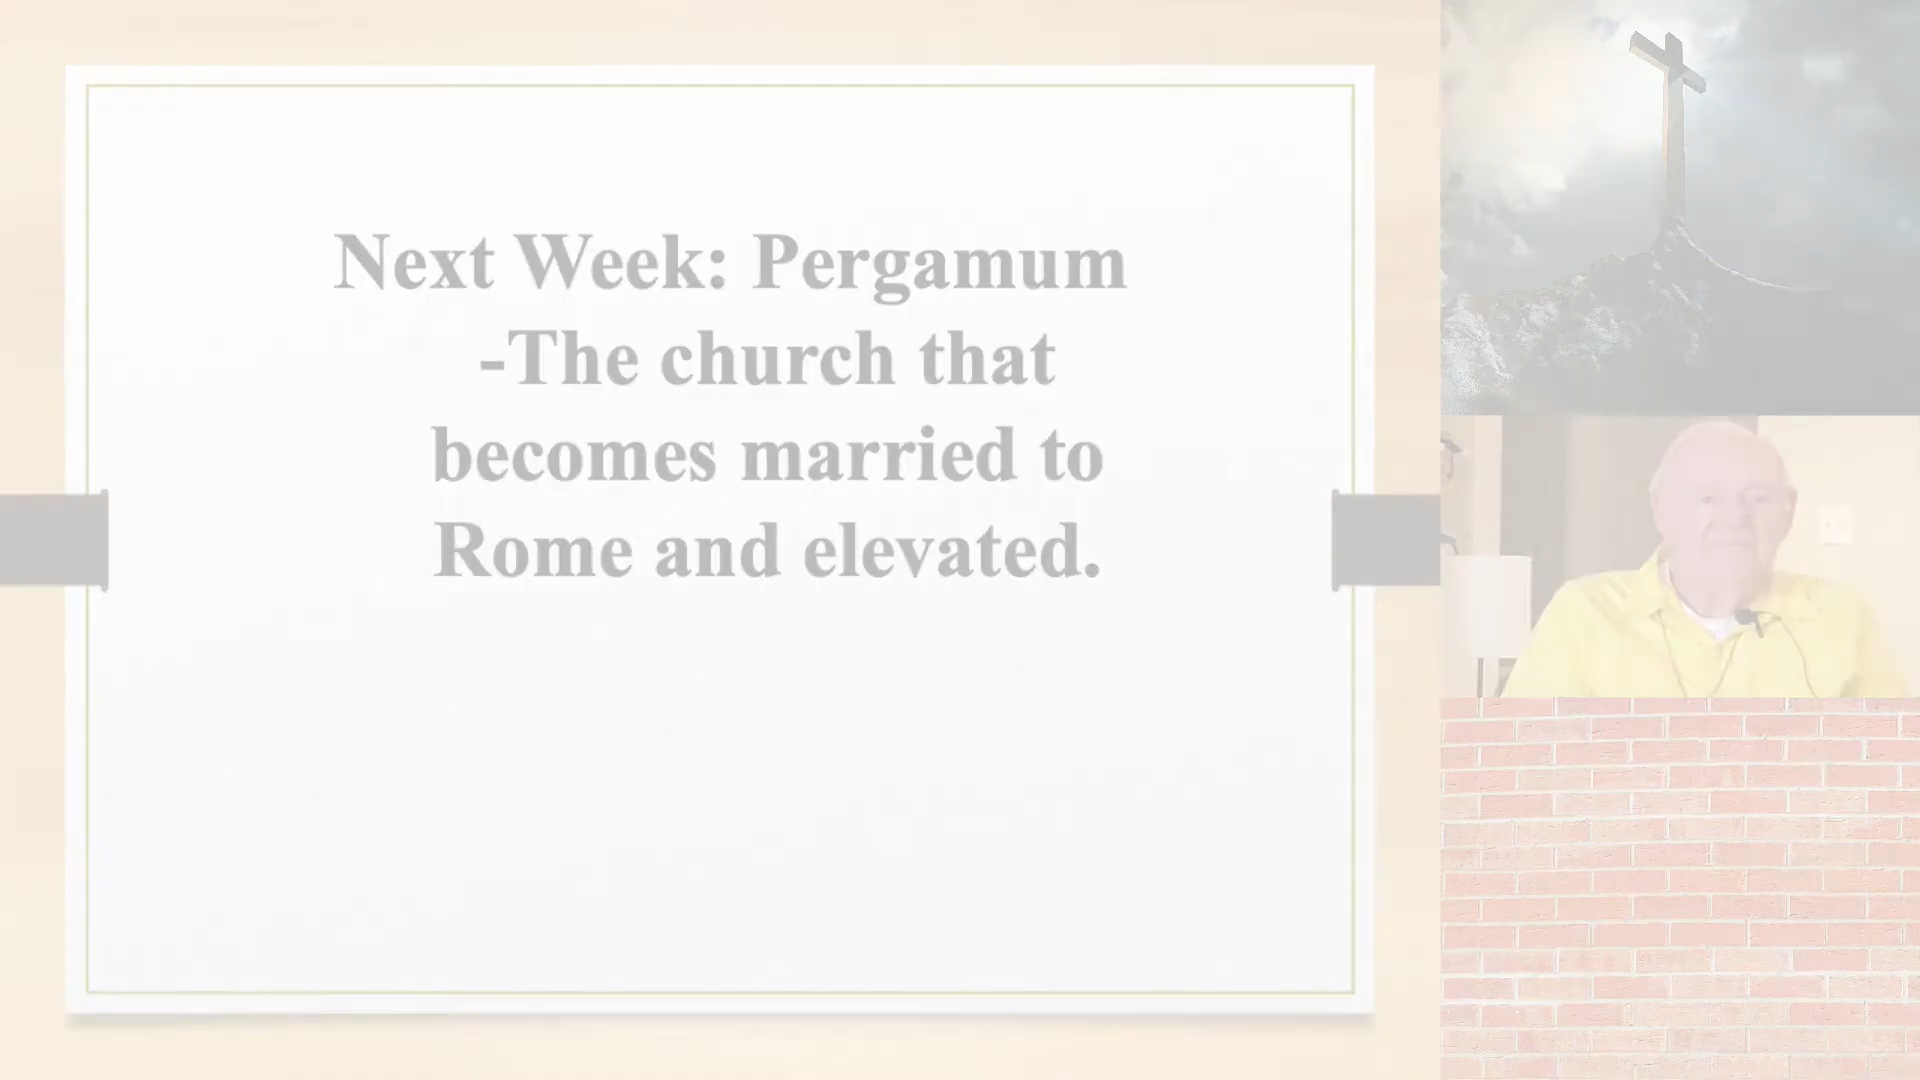 Next Week: Pergamum
-The church that
becomes married to
Rome and elevated.